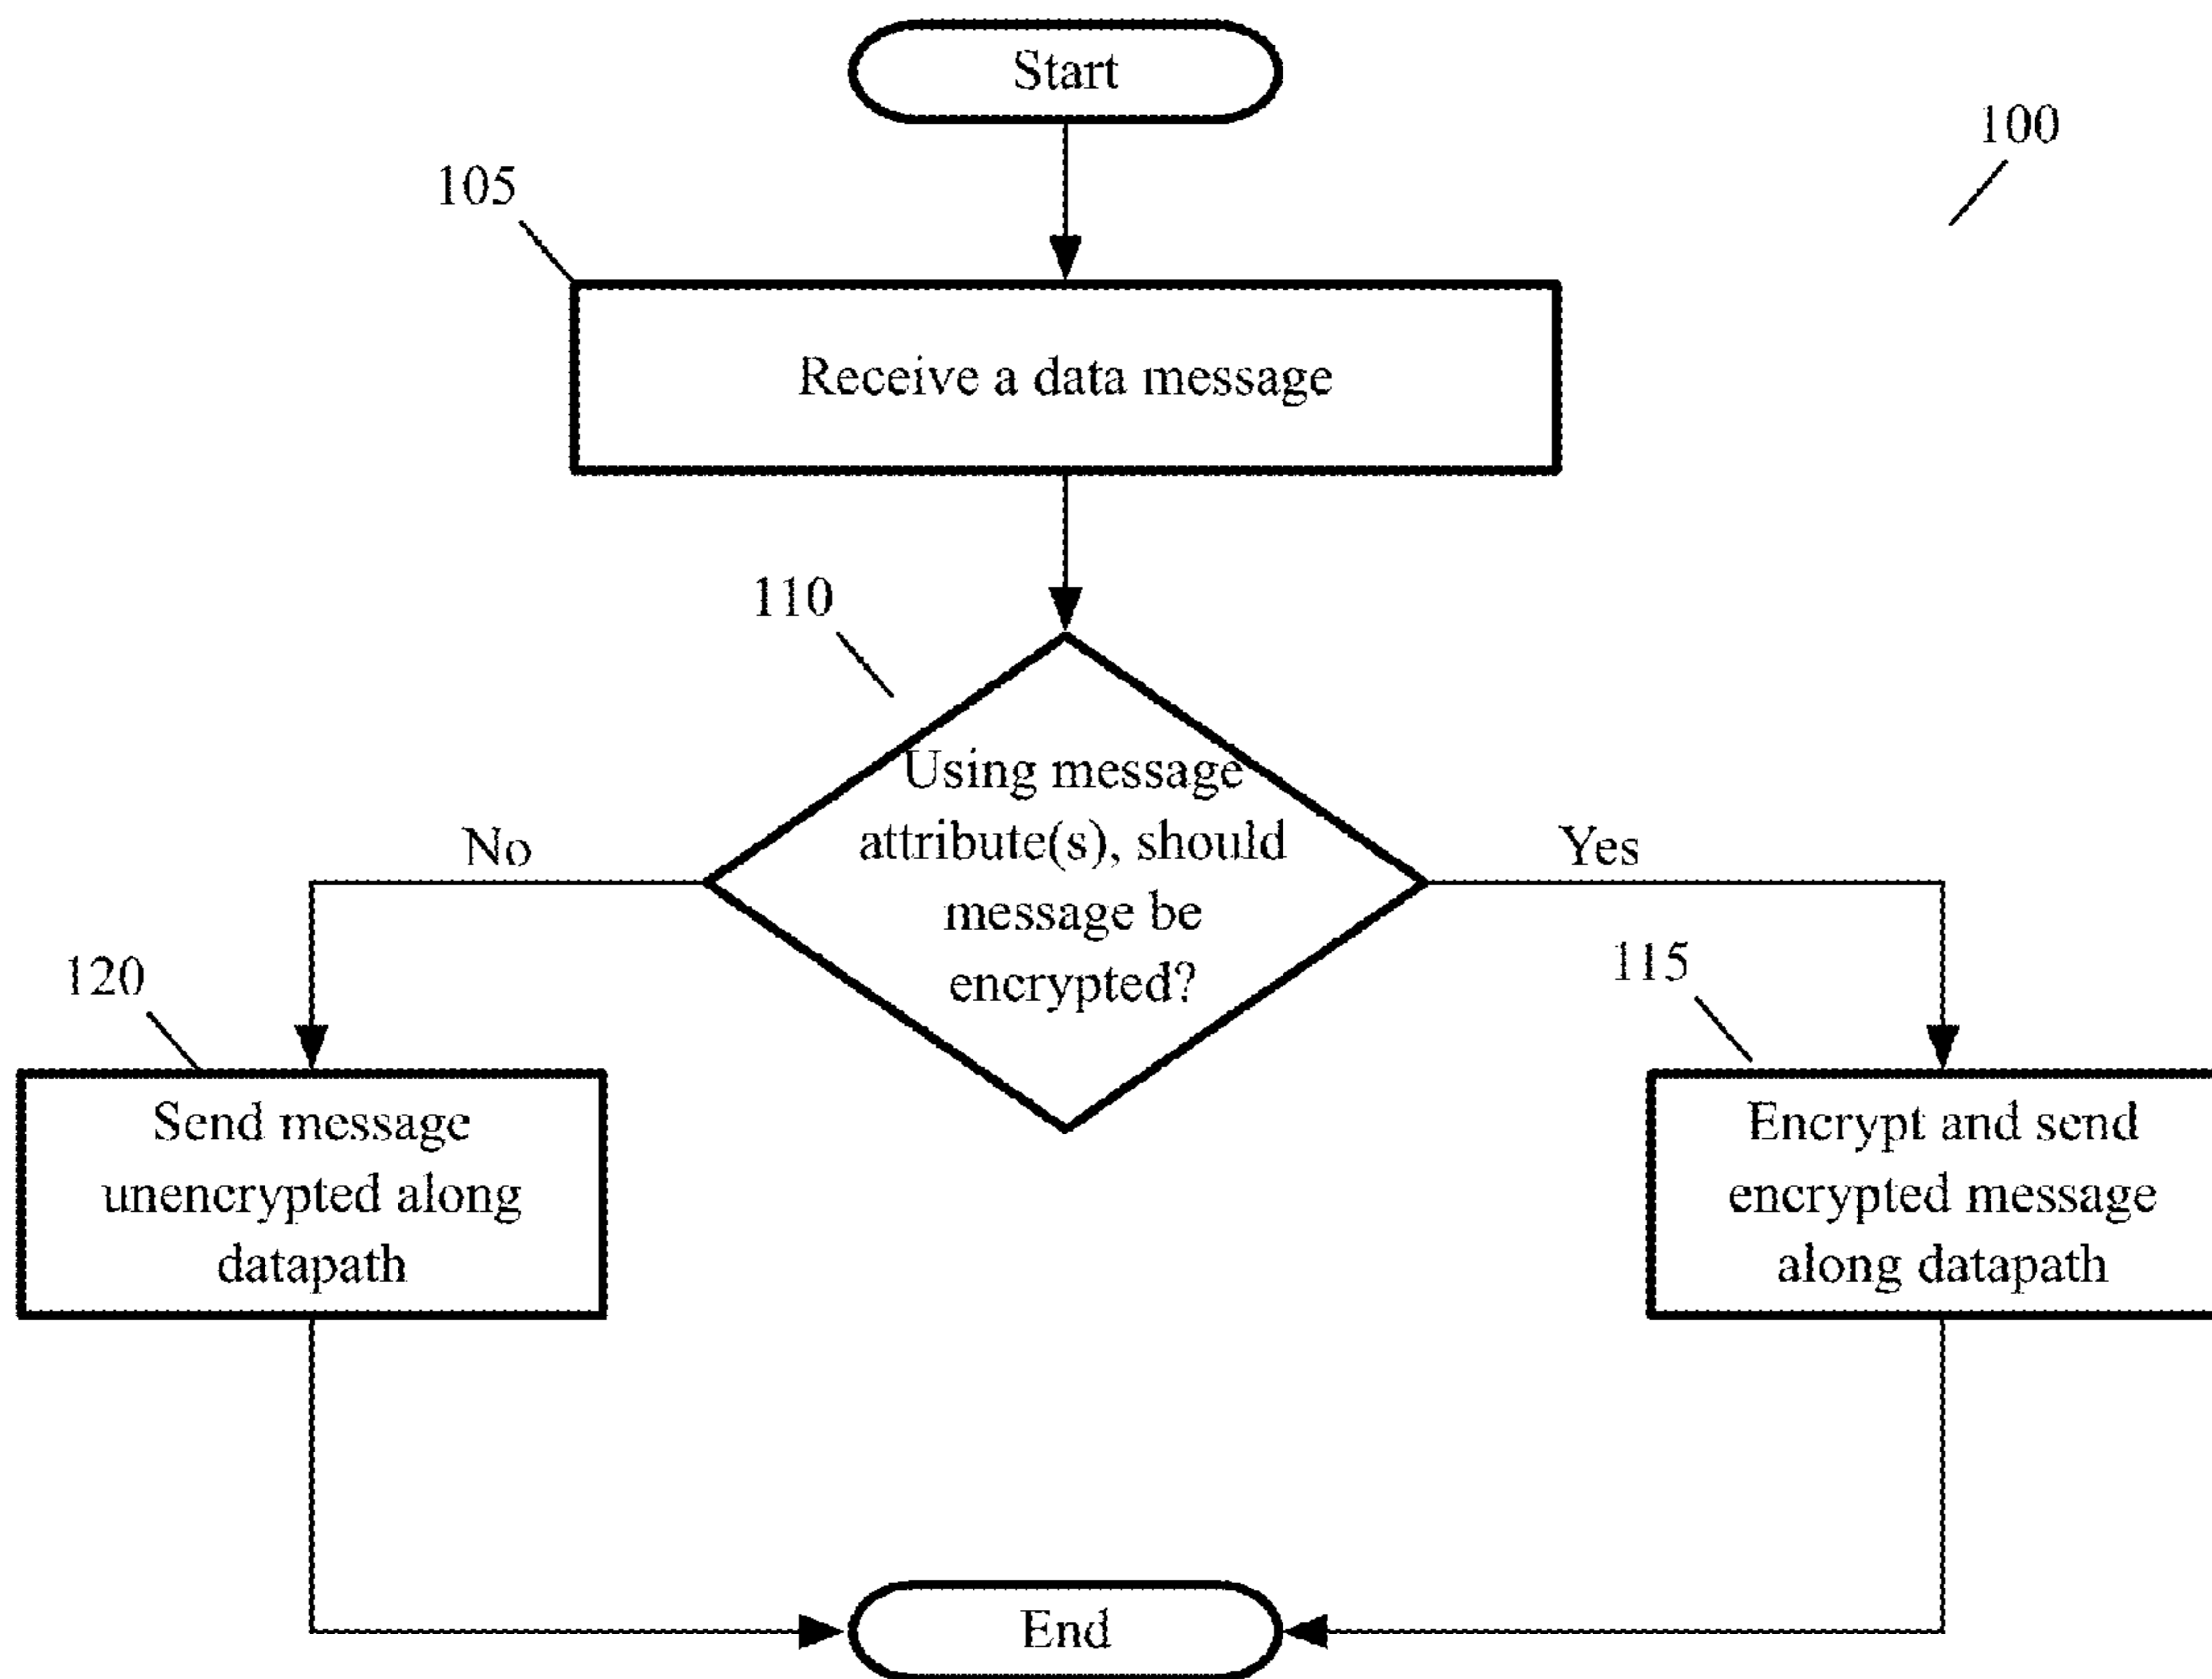 Start
100
105
Receive a data message
110
Using message
attribute(s), should
message be
encrypted?
No
Yes
120
115
Send message
unencrypted along
datapath
Encrypt and send
encrypted message
along datapath
End